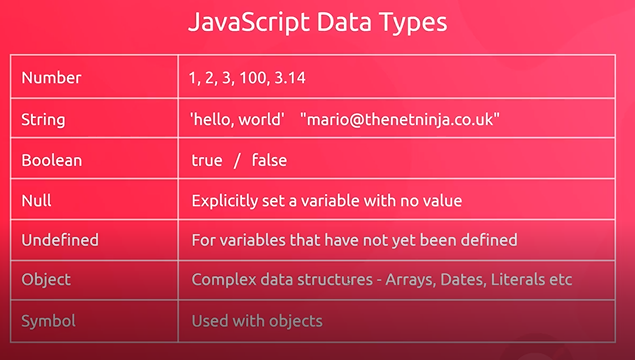 JavaScript Data Types
Number 1, 2, 3, 100, 3.14
String 'hello, world' "mario@thenetninja.co.uk"
Boolean true / false
Null Explicitly set a variable with no value
Undefined For variables that have not yet been defined
Object Complex data structures - Arrays, Dates, Literals etc
Symbol Used with objects